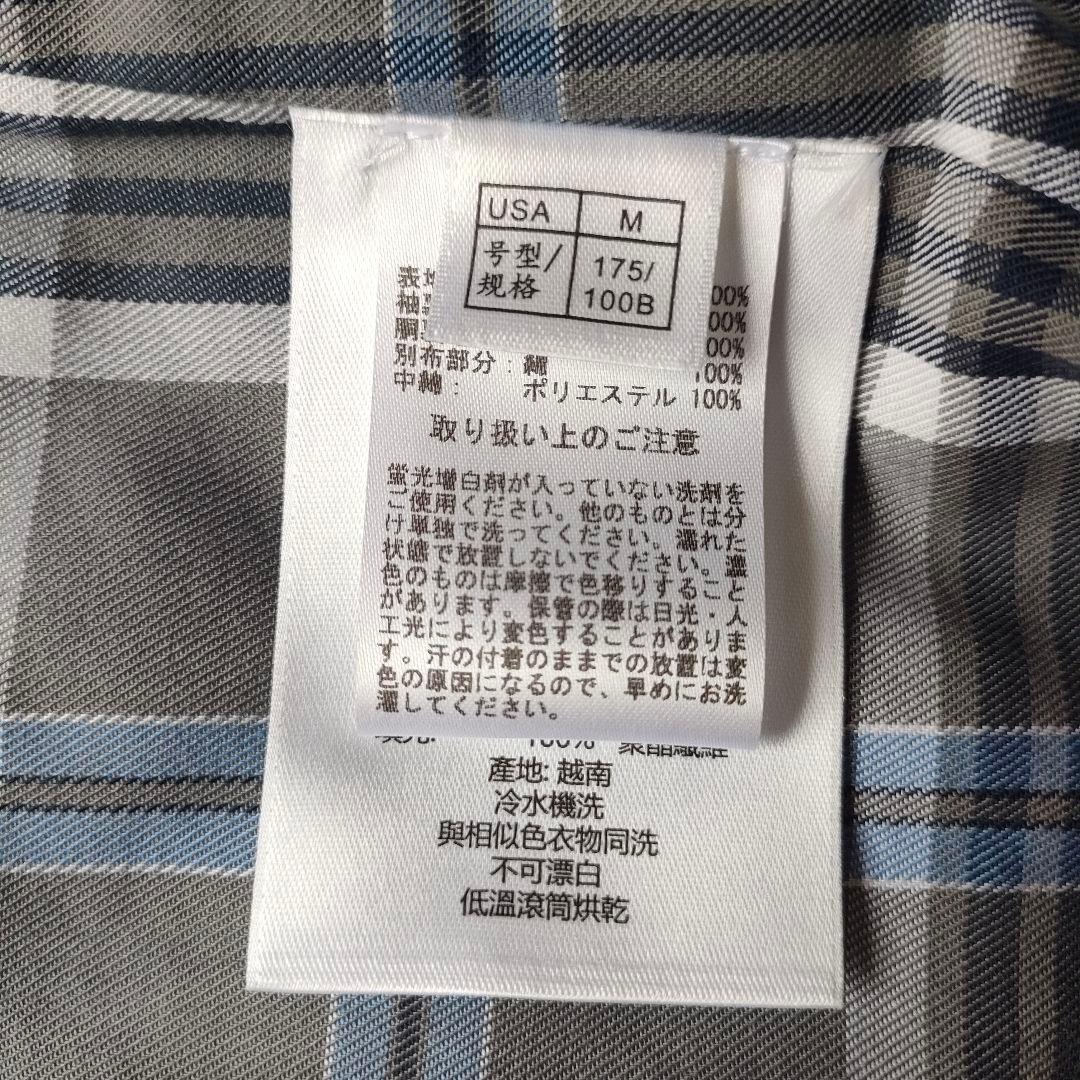 USA M
号型/ 175/
规格 100B
表
袖 00%
胴 00%
別布部分: 綿 100%
中綿: ポリエステル 100%
取り扱い上のご注意
蛍光増白剤が入っていない洗剤を
ご使用ください。他のものとは分
け単独で洗ってください。濡れた
状態で放置しないでください。濃
色のものは摩擦で色移りすること
があります。保管の際は日光・人
工光により変色することがありま
す。汗の付着のままでの放置は変
色の原因になるので、早めにお洗
濯してください。
100% 聚酯纖維
產地: 越南
冷水機洗
與相似色衣物同洗
不可漂白
低溫滾筒烘乾